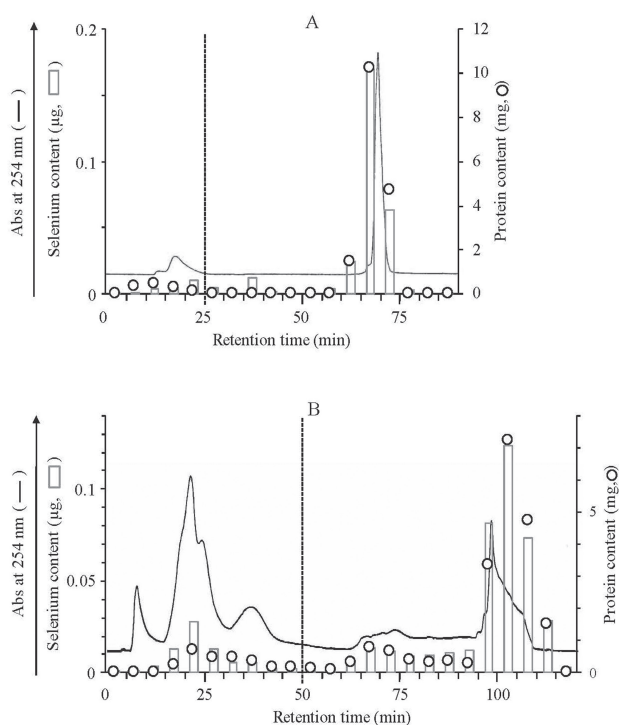 A
Abs at 254 nm ( — )
Selenium content (μg, )
Protein content (mg, )
0.2
0.1
0
12
10
8
6
4
2
0
0 25 50 75
Retention time (min)
B
Abs at 254 nm ( — )
Selenium content (μg, )
Protein content (mg, )
0.1
0.05
0
5
0
0 25 50 75 100
Retention time (min)